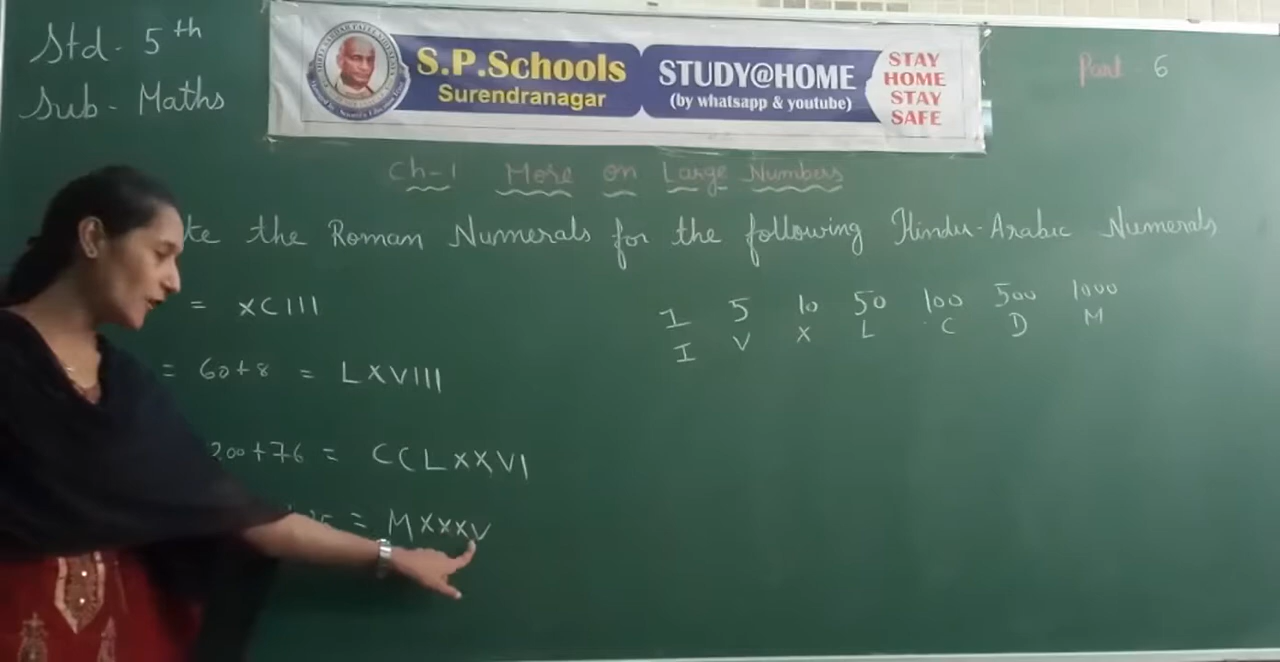 Std - 5th
Sub - Maths
S.P.Schools
Surendranagar
STUDY@HOME
(by whatsapp & youtube)
STAY
HOME
STAY
SAFE
Part - 6
Ch-1 More on Large Numbers
the Roman Numerals for the following Hindu-Arabic Numerals
= XCIII
1 5 10 50 100 500 1000
I V X L C D M
= 60+8 = LXVIII
200+76 = CCLXXVI
= MXXXV